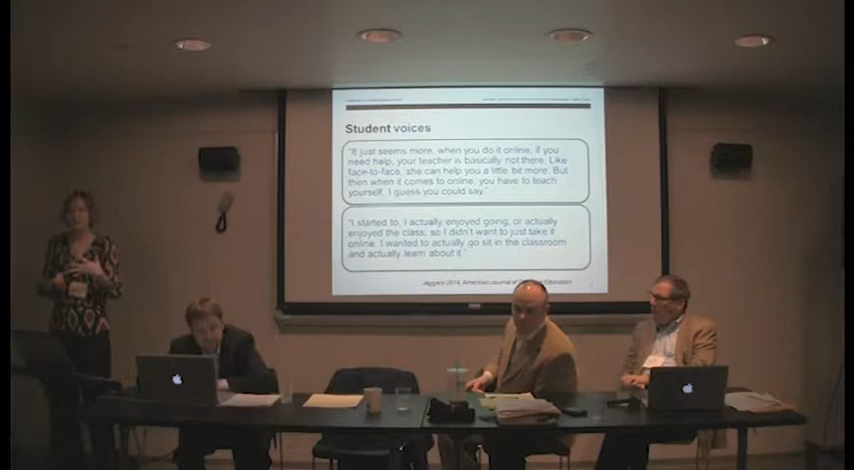 Student voices
"It just seems more, when you do it online, if you
need help, your teacher is basically not there. Like
face-to-face, she can help you a little bit more. But
then when it comes to online, you have to teach
yourself, I guess you could say."
"I started to, I actually enjoyed going, or actually
enjoyed the class, so I didn't want to just take it
online. I wanted to actually go sit in the classroom
and actually learn about it."
2014, American Journal of Education